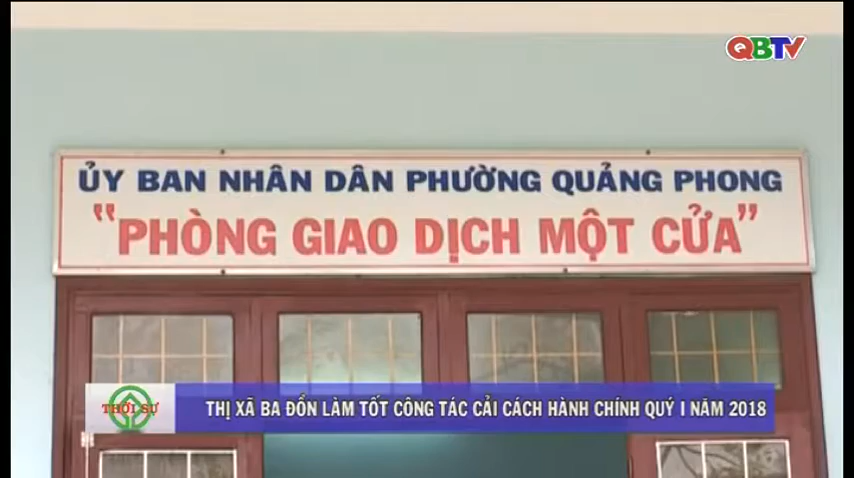 QBTV
ỦY BAN NHÂN DÂN PHƯỜNG QUẢNG PHONG
"PHÒNG GIAO DỊCH MỘT CỬA"
THỜI SỰ
THỊ XÃ BA ĐỒN LÀM TỐT CÔNG TÁC CẢI CÁCH HÀNH CHÍNH QUÝ I NĂM 2018